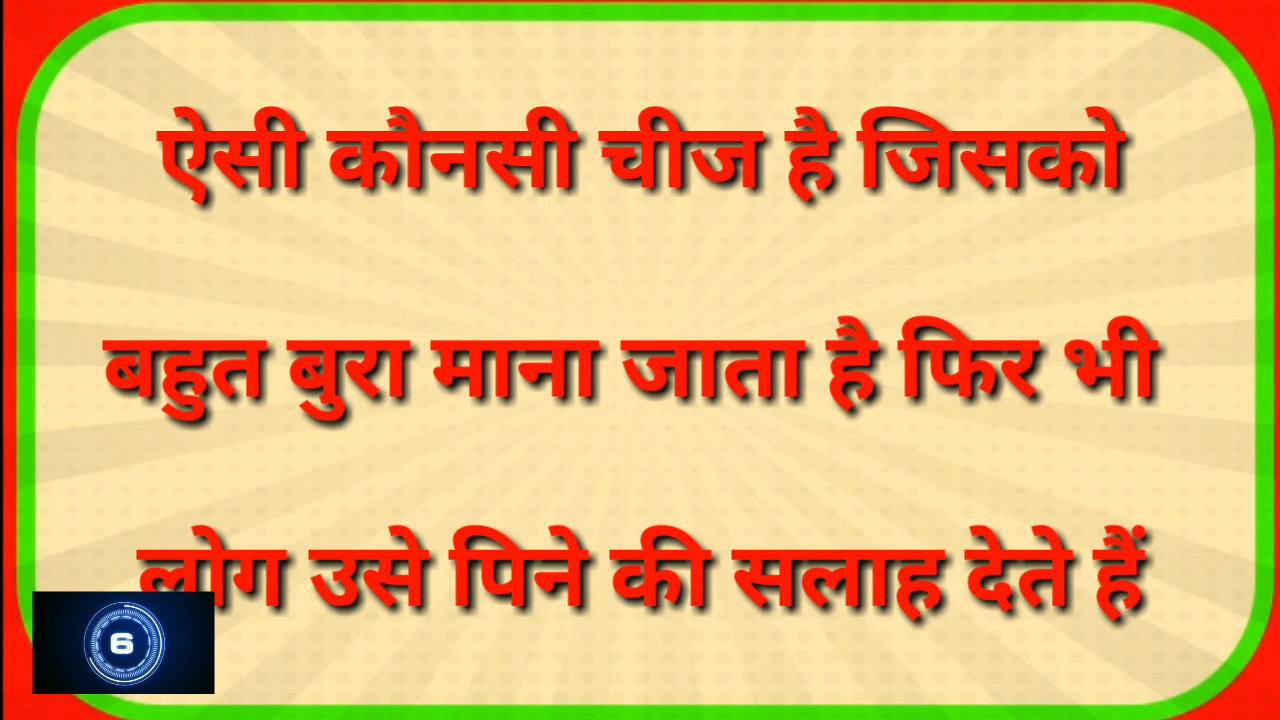 ऐसी कौनसी चीज है जिसको
बहुत बुरा माना जाता है फिर भी
लोग उसे पिने की सलाह देते हैं
6